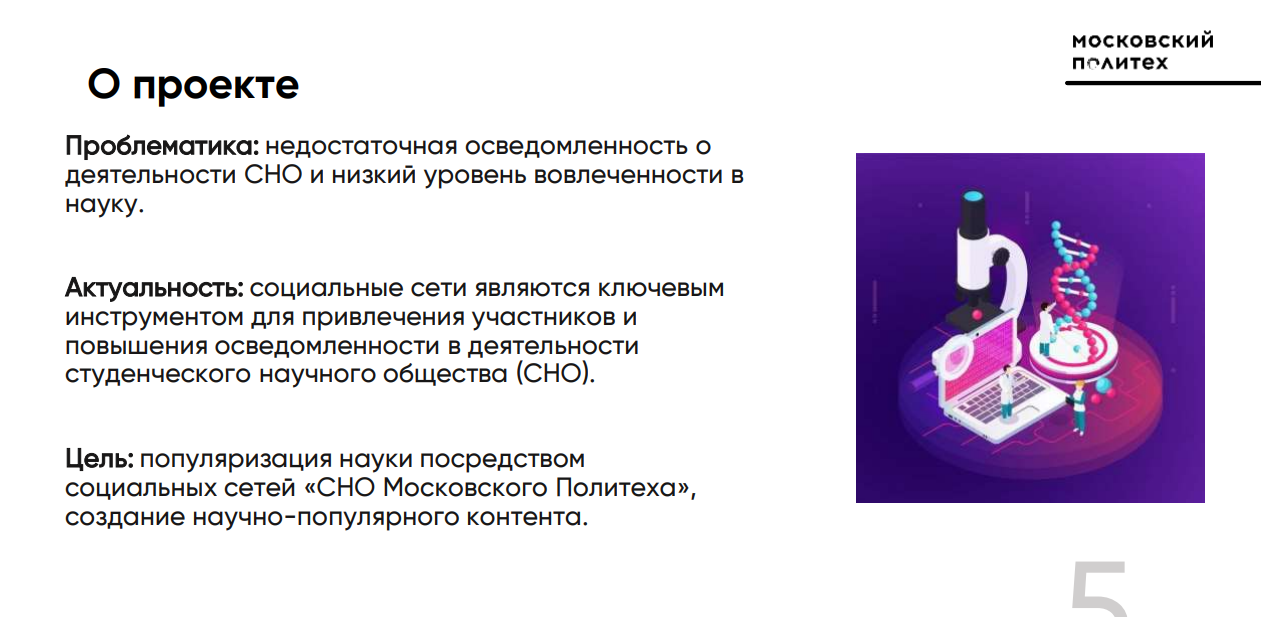 МОСКОВСКИЙ
ПОЛИТЕХ
О проекте
Проблематика: недостаточная осведомленность о
деятельности СНО и низкий уровень вовлеченности в
науку.
Актуальность: социальные сети являются ключевым
инструментом для привлечения участников и
повышения осведомленности в деятельности
студенческого научного общества (СНО).
Цель: популяризация науки посредством
социальных сетей «СНО Московского Политеха»,
создание научно-популярного контента.
5